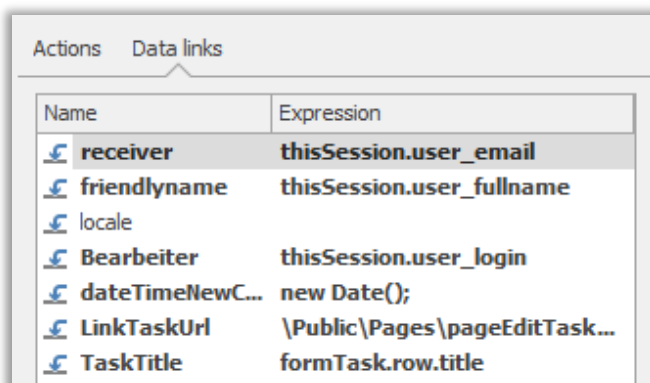 Actions Data links
Name Expression
receiver thisSession.user_email
friendlyname thisSession.user_fullname
locale
Bearbeiter thisSession.user_login
dateTimeNewC... new Date();
LinkTaskUrl \Public\Pages\pageEditTask...
TaskTitle formTask.row.title